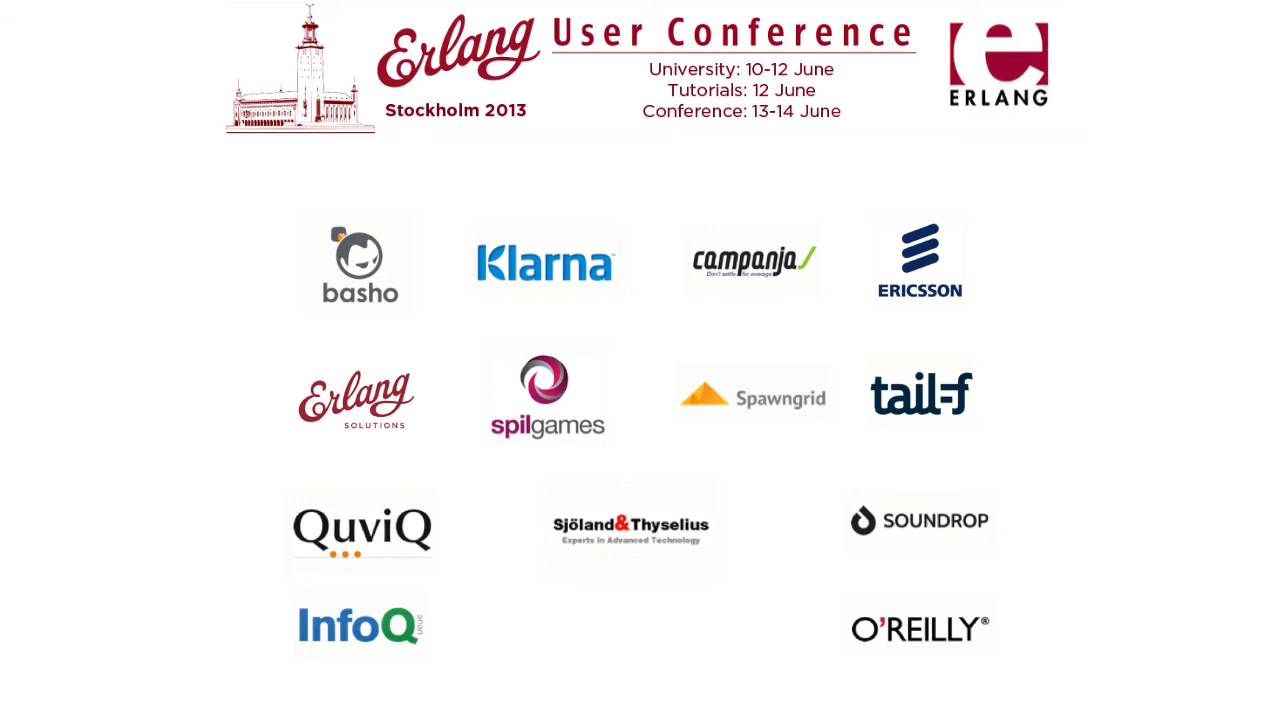 Erlang User Conference
Stockholm 2013
University: 10-12 June
Tutorials: 12 June
Conference: 13-14 June
ERLANG
basho
Klarna
campanja
Don't settle for average
ERICSSON
Erlang
SOLUTIONS
spilgames
Spawngrid
tail-f
QuviQ
Sjöland&Thyselius
Experts in Advanced Technology
SOUNDROP
InfoQ
O'REILLY®